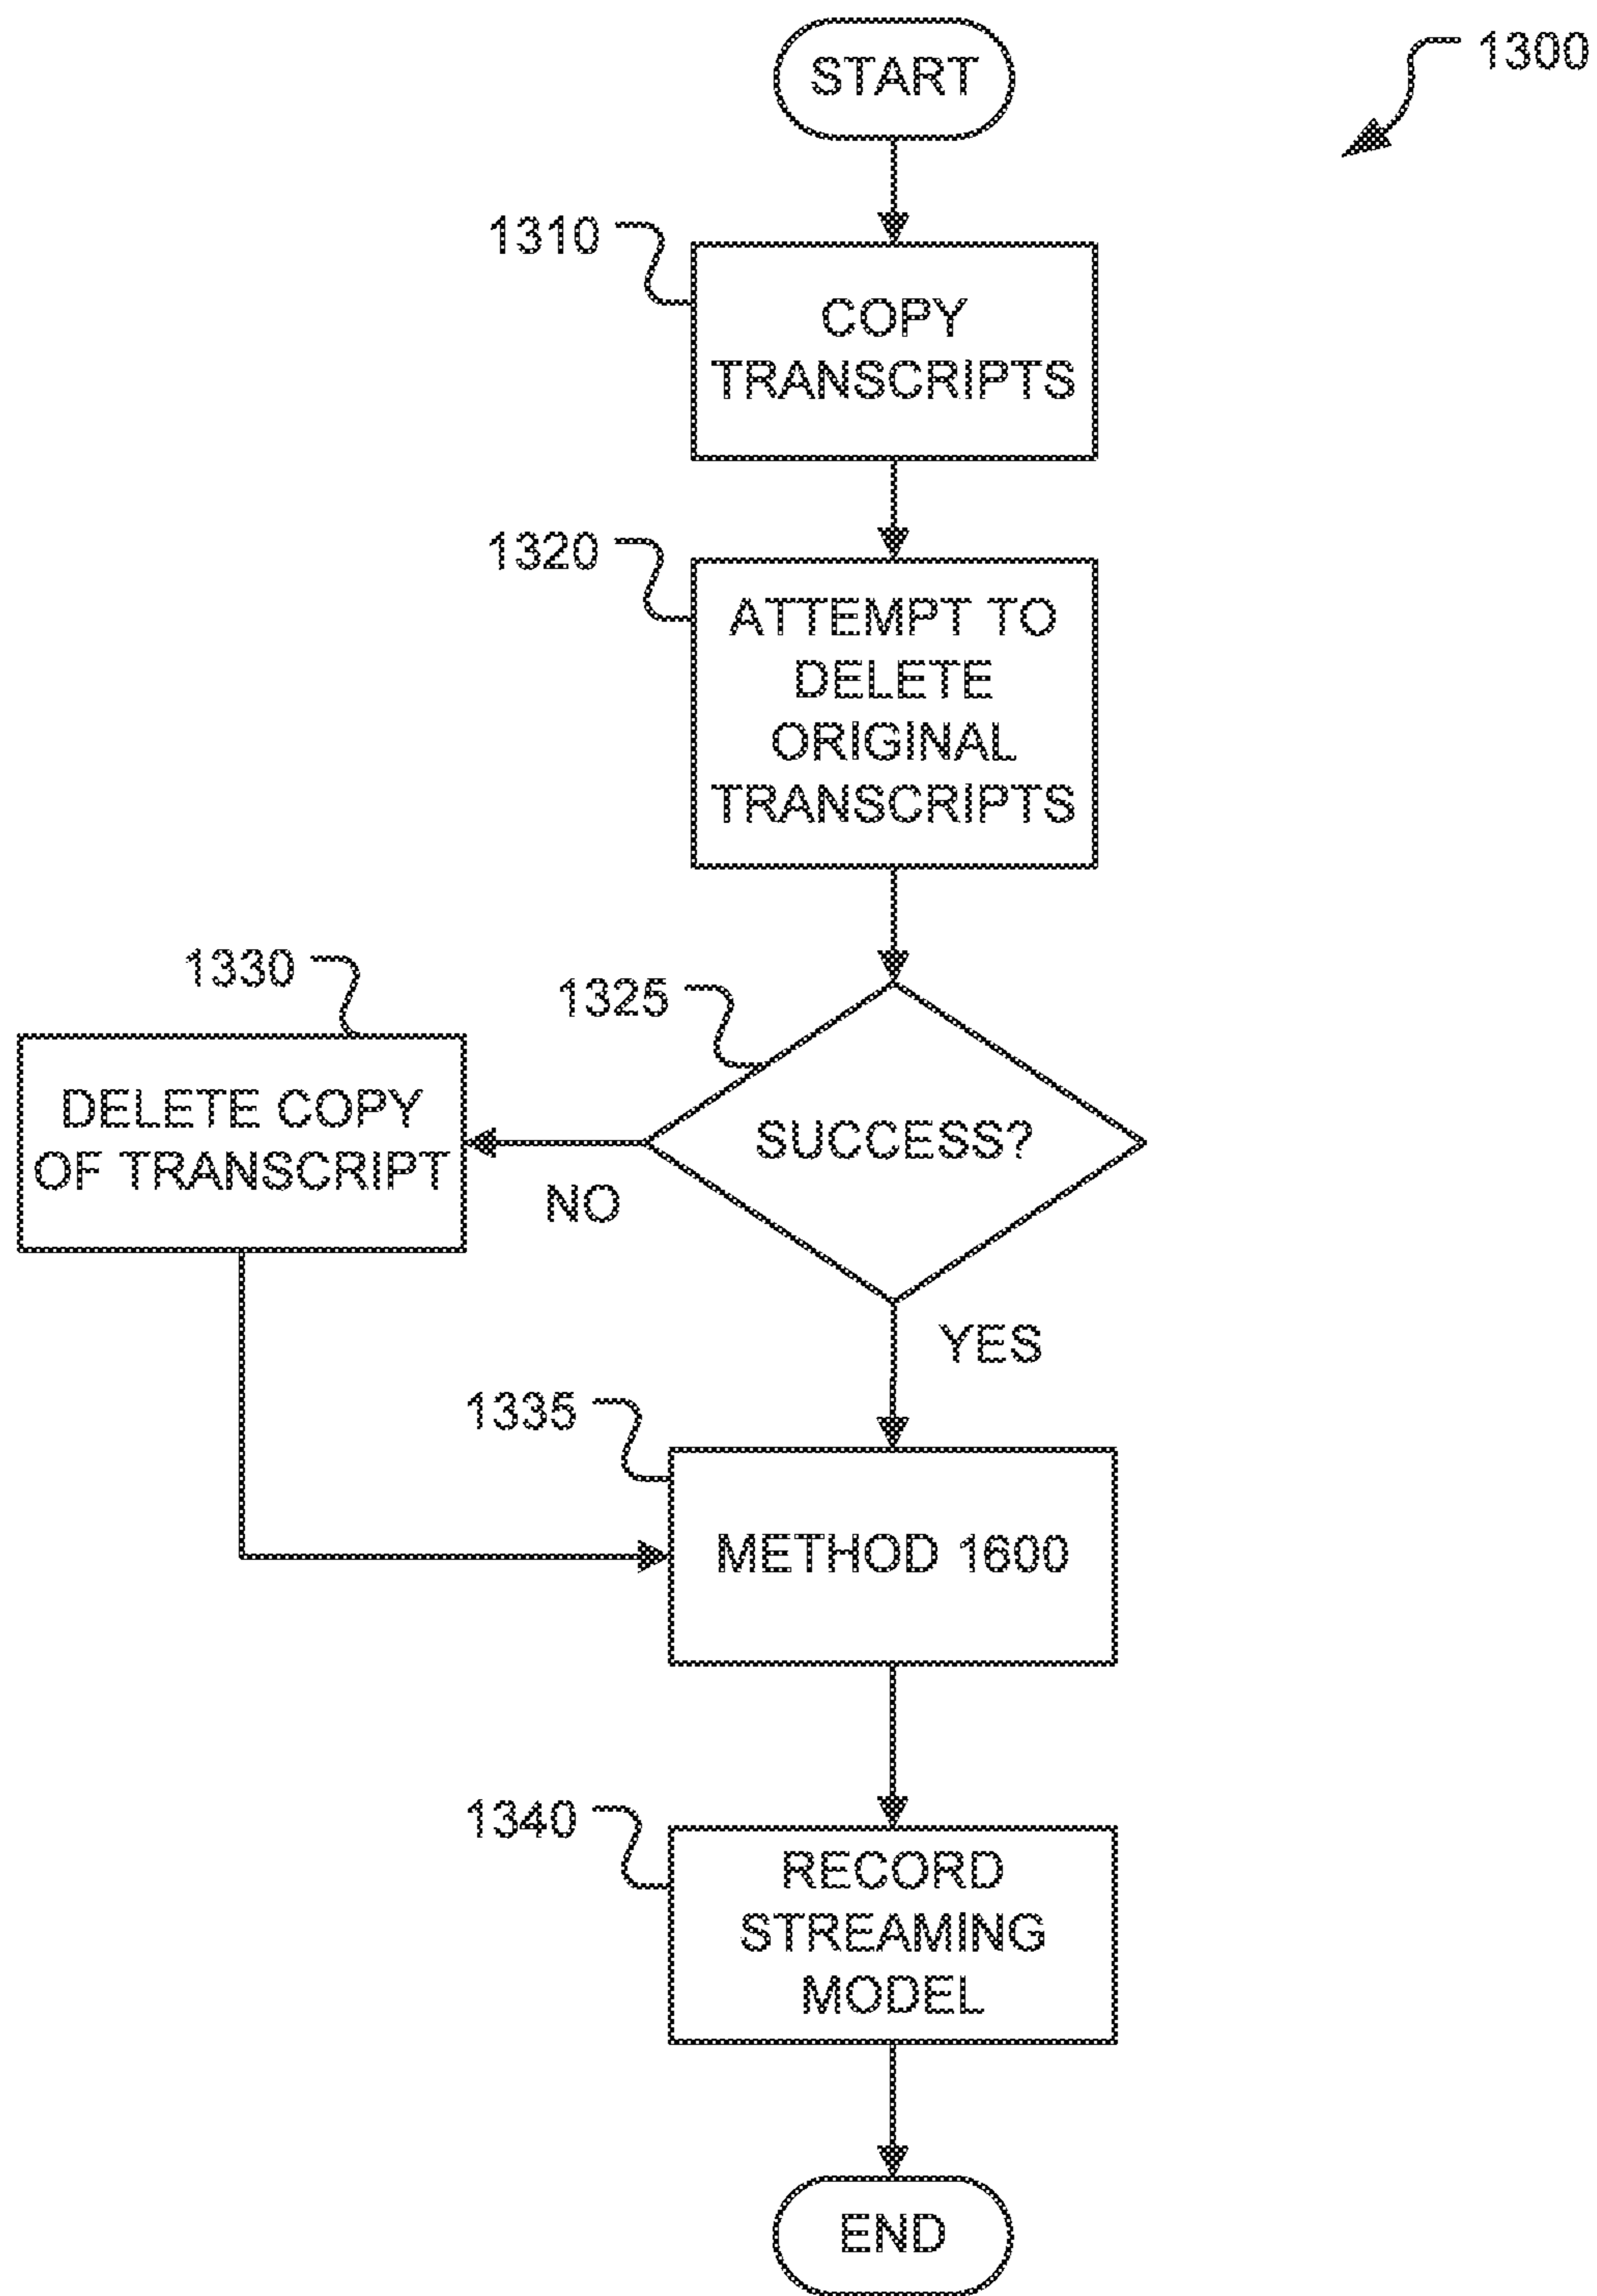 START
1300
1310
COPY
TRANSCRIPTS
1320
ATTEMPT TO
DELETE
ORIGINAL
TRANSCRIPTS
1330
1325
DELETE COPY
OF TRANSCRIPT
SUCCESS?
NO
YES
1335
METHOD 1600
1340
RECORD
STREAMING
MODEL
END